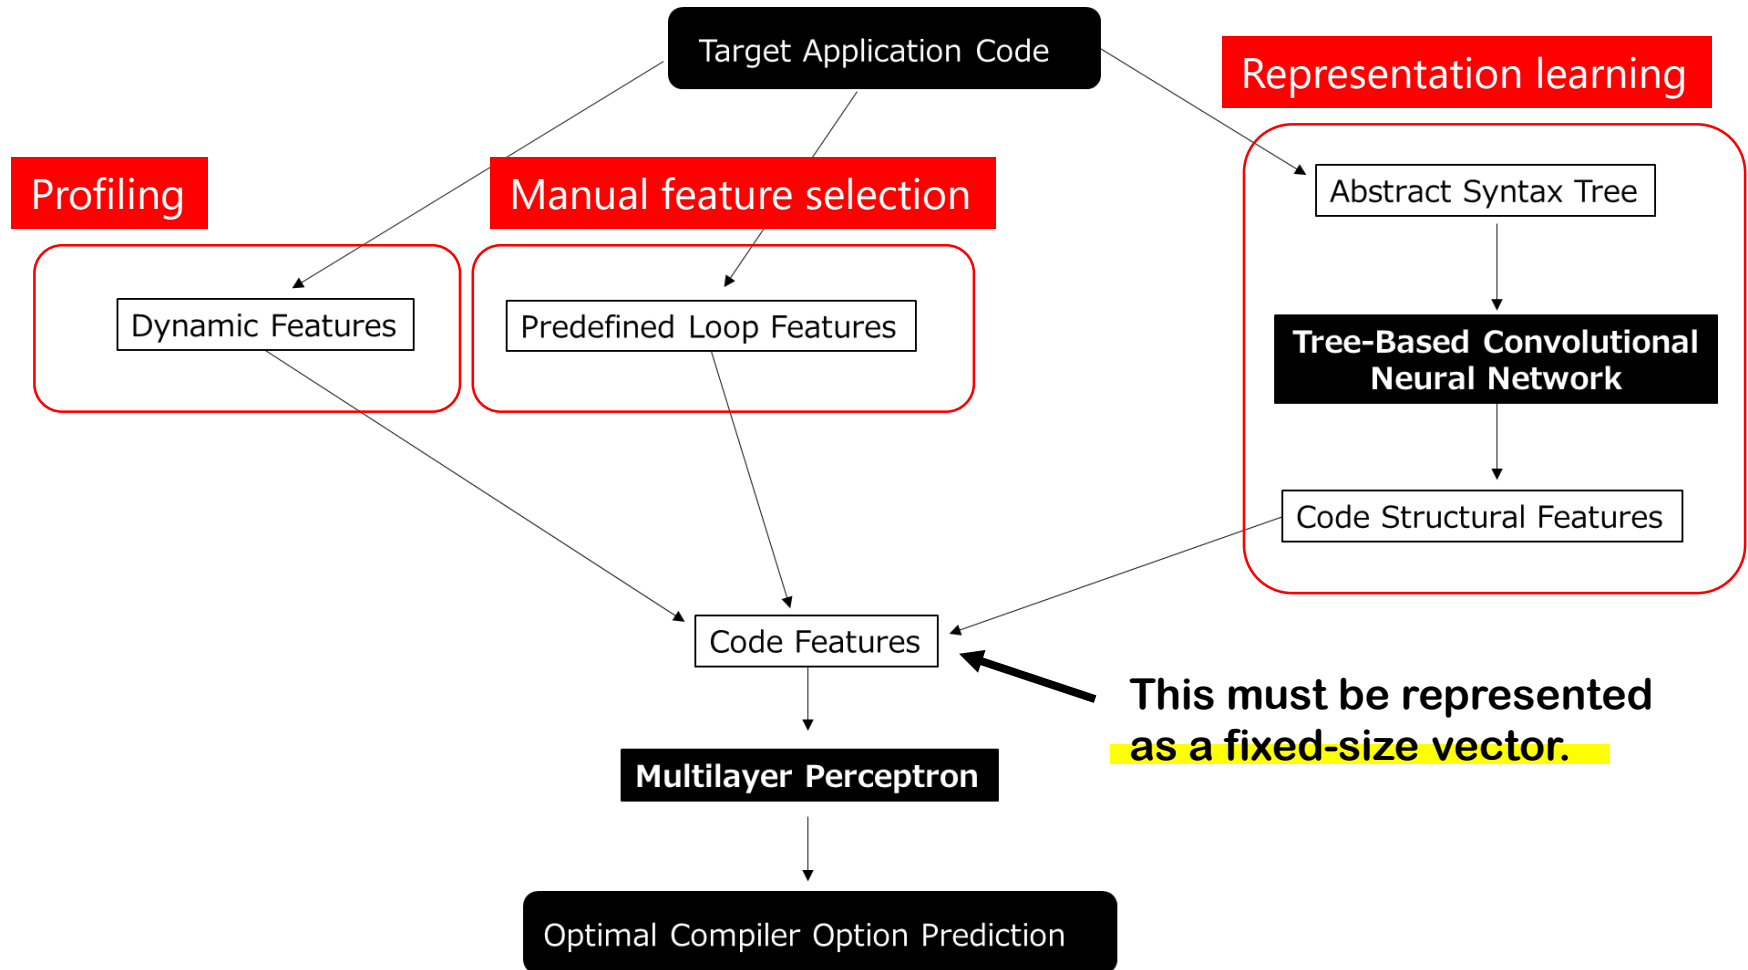 Target Application Code
Representation learning
Profiling
Manual feature selection
Abstract Syntax Tree
Dynamic Features
Predefined Loop Features
Tree-Based Convolutional
Neural Network
Code Structural Features
Code Features
This must be represented
as a fixed-size vector.
Multilayer Perceptron
Optimal Compiler Option Prediction